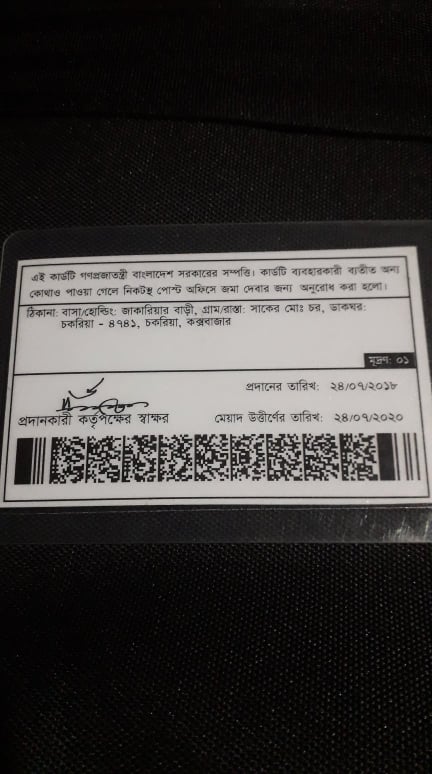 এই কার্ডটি গণপ্রজাতন্ত্রী বাংলাদেশ সরকারের সম্পত্তি। কার্ডটি ব্যবহারকারী ব্যতীত অন্য
কোথাও পাওয়া গেলে নিকটস্থ পোস্ট অফিসে জমা দেবার জন্য অনুরোধ করা হলো।
ঠিকানা: বাসা/হোল্ডিং: জাকারিয়ার বাড়ী, গ্রাম/রাস্তা: সাকের মোঃ চর, ডাকঘর:
চকরিয়া - ৪৭৪১, চকরিয়া, কক্সবাজার
মূদ্রণ: ০১
প্রদানের তারিখ: ২৪/০৭/২০১৮
প্রদানকারী কর্তৃপক্ষের স্বাক্ষর মেয়াদ উত্তীর্ণের তারিখ: ২৪/০৭/২০২০